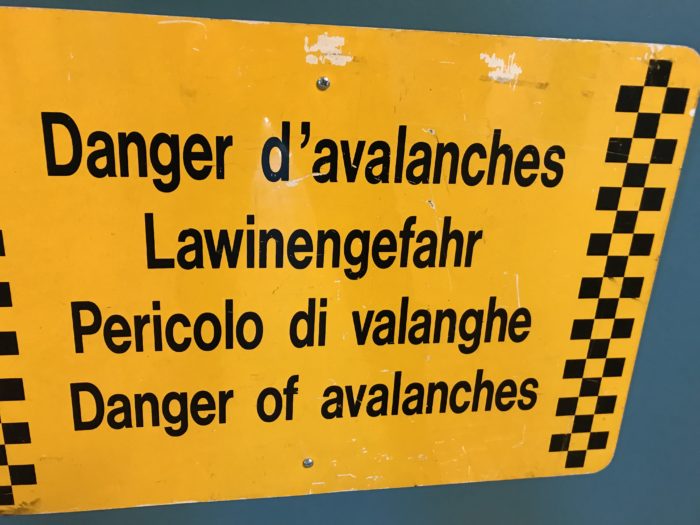 Danger d'avalanches
Lawinengefahr
Pericolo di valanghe
Danger of avalanches